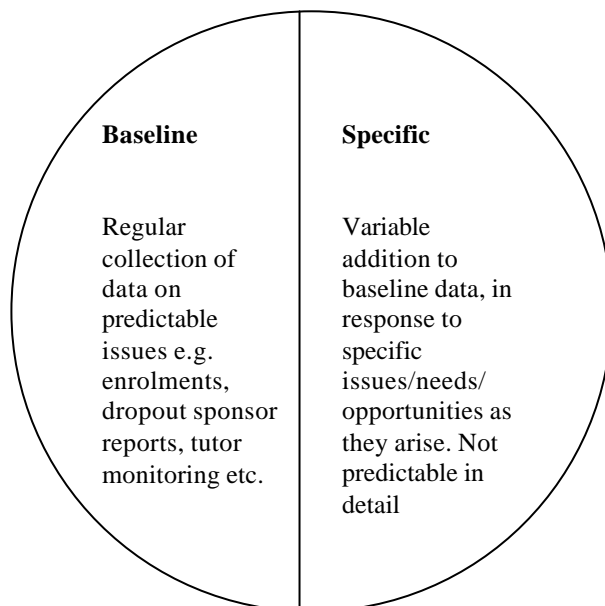 Baseline
Regular
collection of
data on
predictable
issues e.g.
enrolments,
dropout sponsor
reports, tutor
monitoring etc.
Specific
Variable
addition to
baseline data, in
response to
specific
issues/needs/
opportunities as
they arise. Not
predictable in
detail